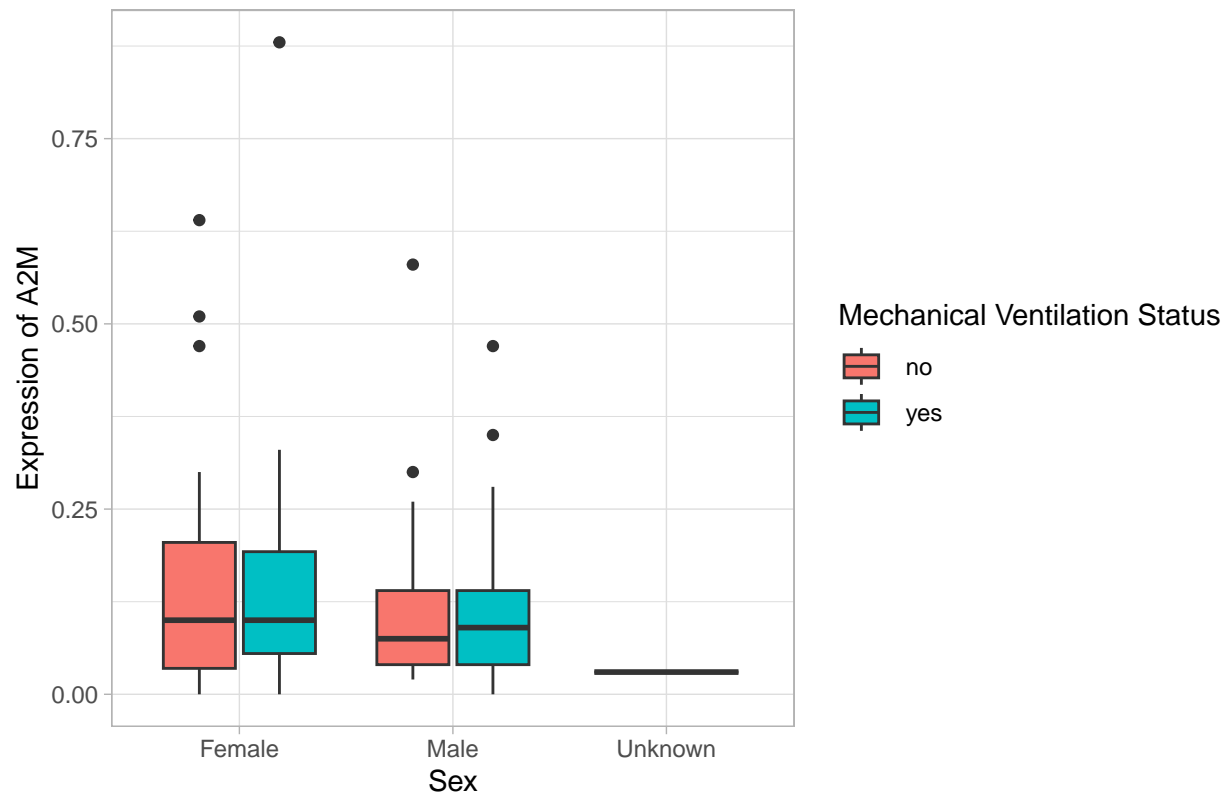 0.75
0.50
0.25
0.00
Expression of A2M
Female
Male
Unknown
Sex
Mechanical Ventilation Status
no
yes